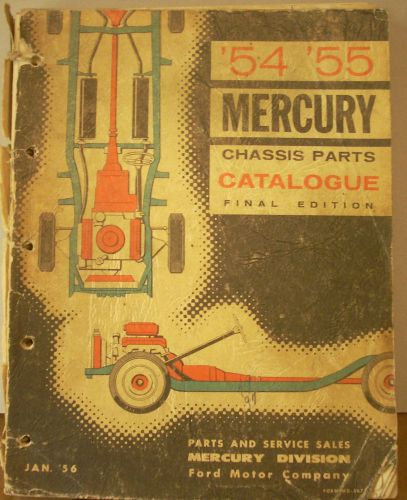 '54 '55
MERCURY
CHASSIS PARTS
CATALOGUE
FINAL EDITION
PARTS AND SERVICE SALES
MERCURY DIVISION
Ford Motor Company
JAN. '56